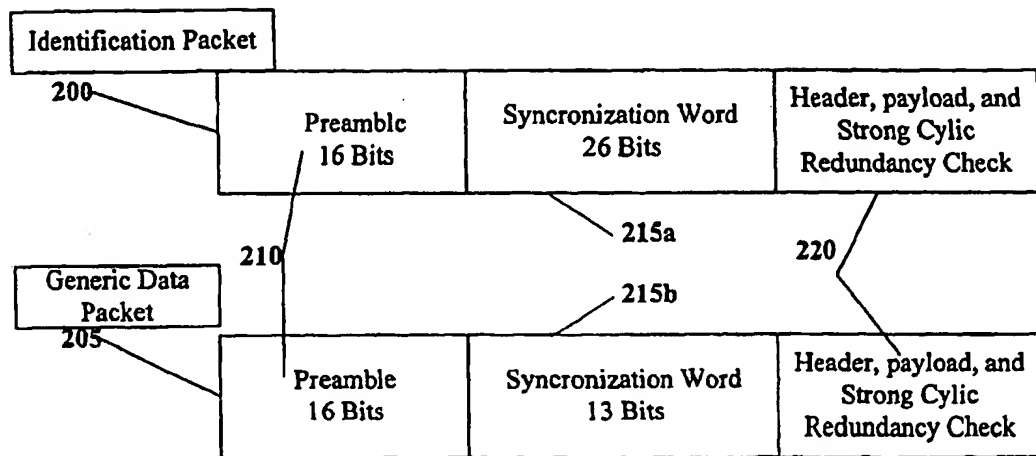 Identification Packet
200
Preamble
16 Bits
Syncronization Word
26 Bits
Header, payload, and
Strong Cylic
Redundancy Check
210
215a
220
Generic Data
Packet
205
215b
Preamble
16 Bits
Syncronization Word
13 Bits
Header, payload, and
Strong Cylic
Redundancy Check